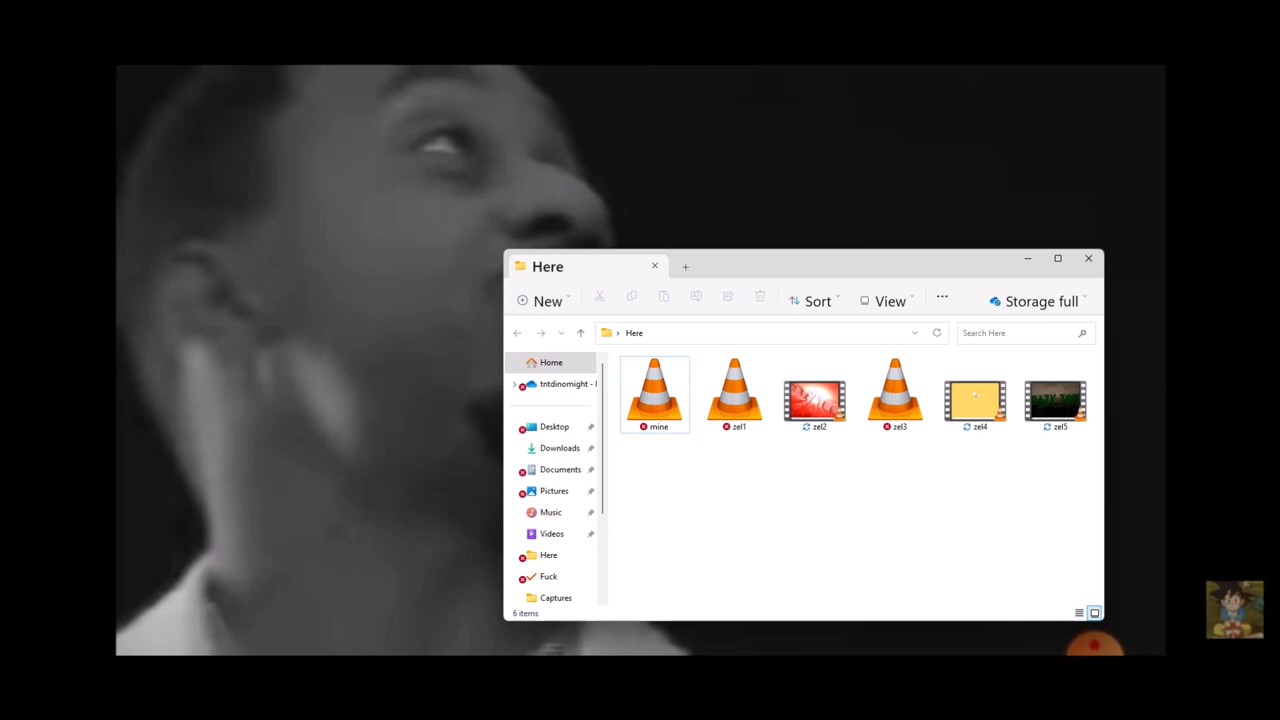 Here
New
Sort
View
...
Storage full
Here
Search Here
Home
tntdinomight -
Desktop
Downloads
Documents
Pictures
Music
Videos
Here
Fuck
Captures
mine
zel1
zel2
zel3
zel4
zel5
6 items